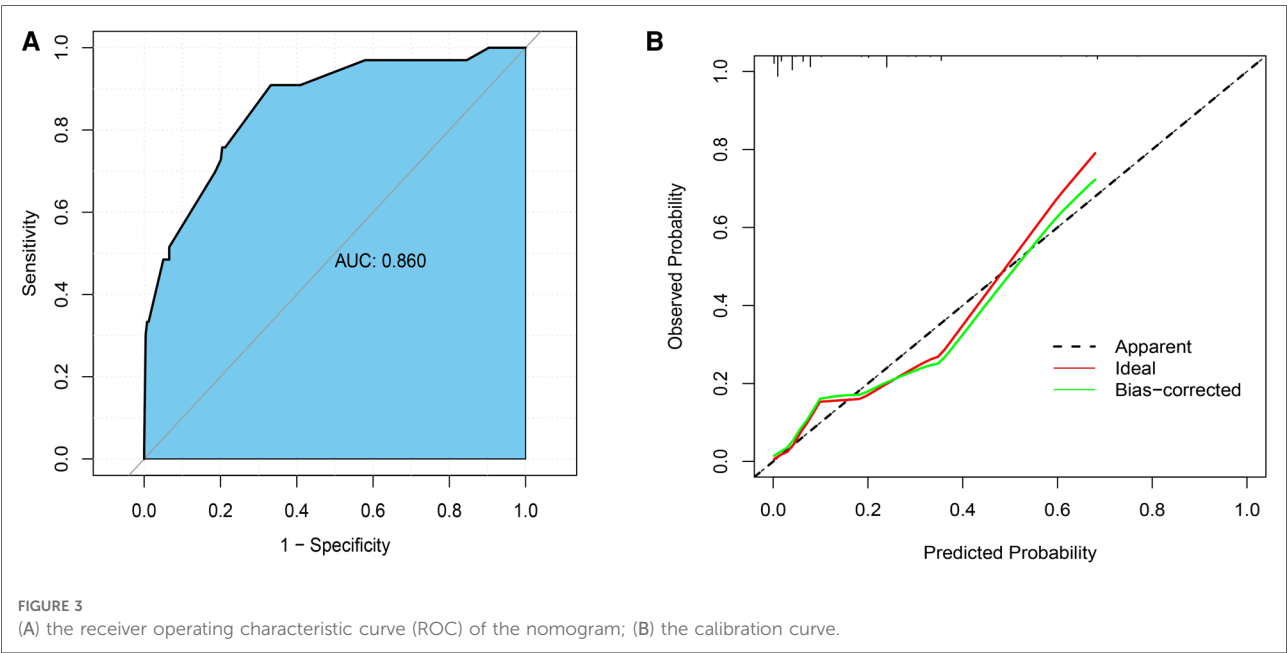 A
1.0
0.8
0.6
0.4
0.2
0.0
Sensitivity
AUC: 0.860
0.0 0.2 0.4 0.6 0.8 1.0
1 − Specificity
B
1.0
0.8
0.6
0.4
0.2
0.0
Observed Probability
Apparent
Ideal
Bias−corrected
0.0 0.2 0.4 0.6 0.8 1.0
Predicted Probability
FIGURE 3
(A) the receiver operating characteristic curve (ROC) of the nomogram; (B) the calibration curve.